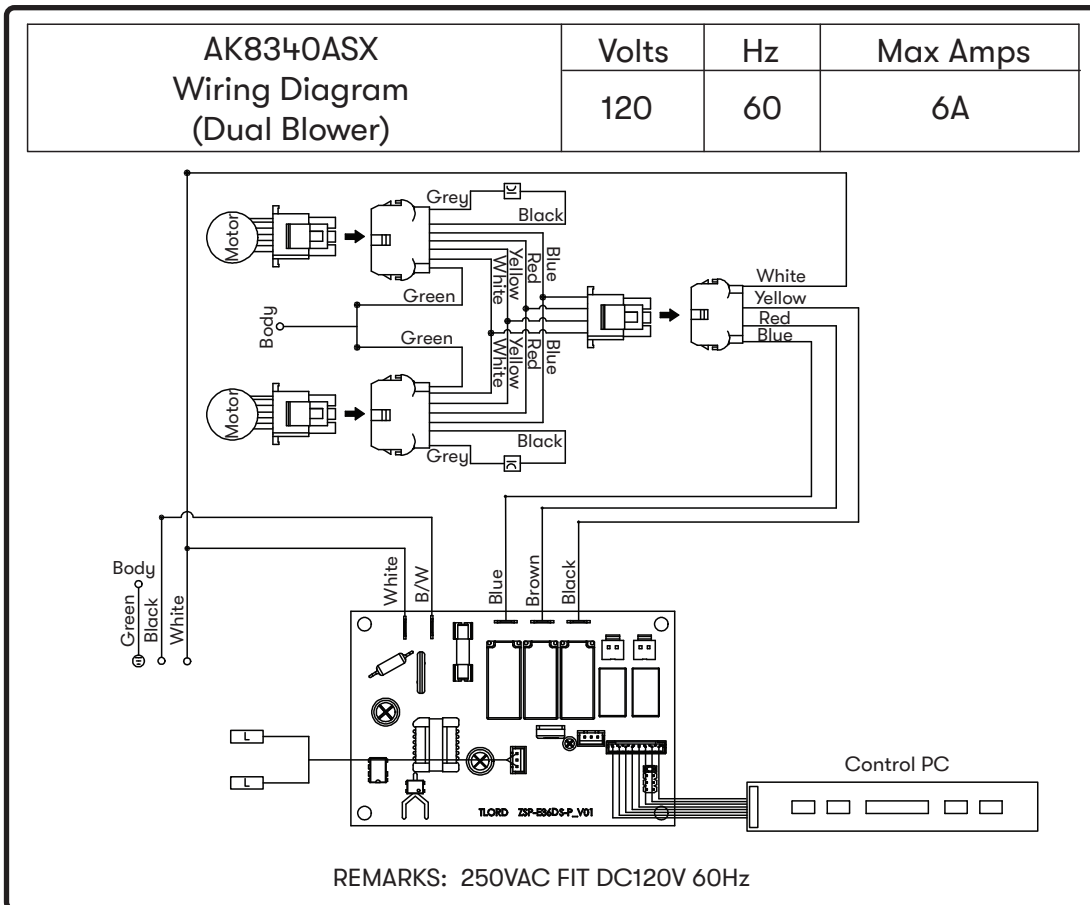 AK8340ASX
Wiring Diagram
(Dual Blower)
Volts
Hz
Max Amps
120
60
6A
Grey
Black
Motor
Blue
Red
Yellow
White
Green
Body
Green
White
Yellow
Red
Blue
White
Yellow
Red
Blue
Motor
Black
Grey
Body
Green
Black
White
White
B/W
Blue
Brown
Black
L
L
Control PC
TLORD ZSP-E36DS-P_V01
REMARKS: 250VAC FIT DC120V 60Hz